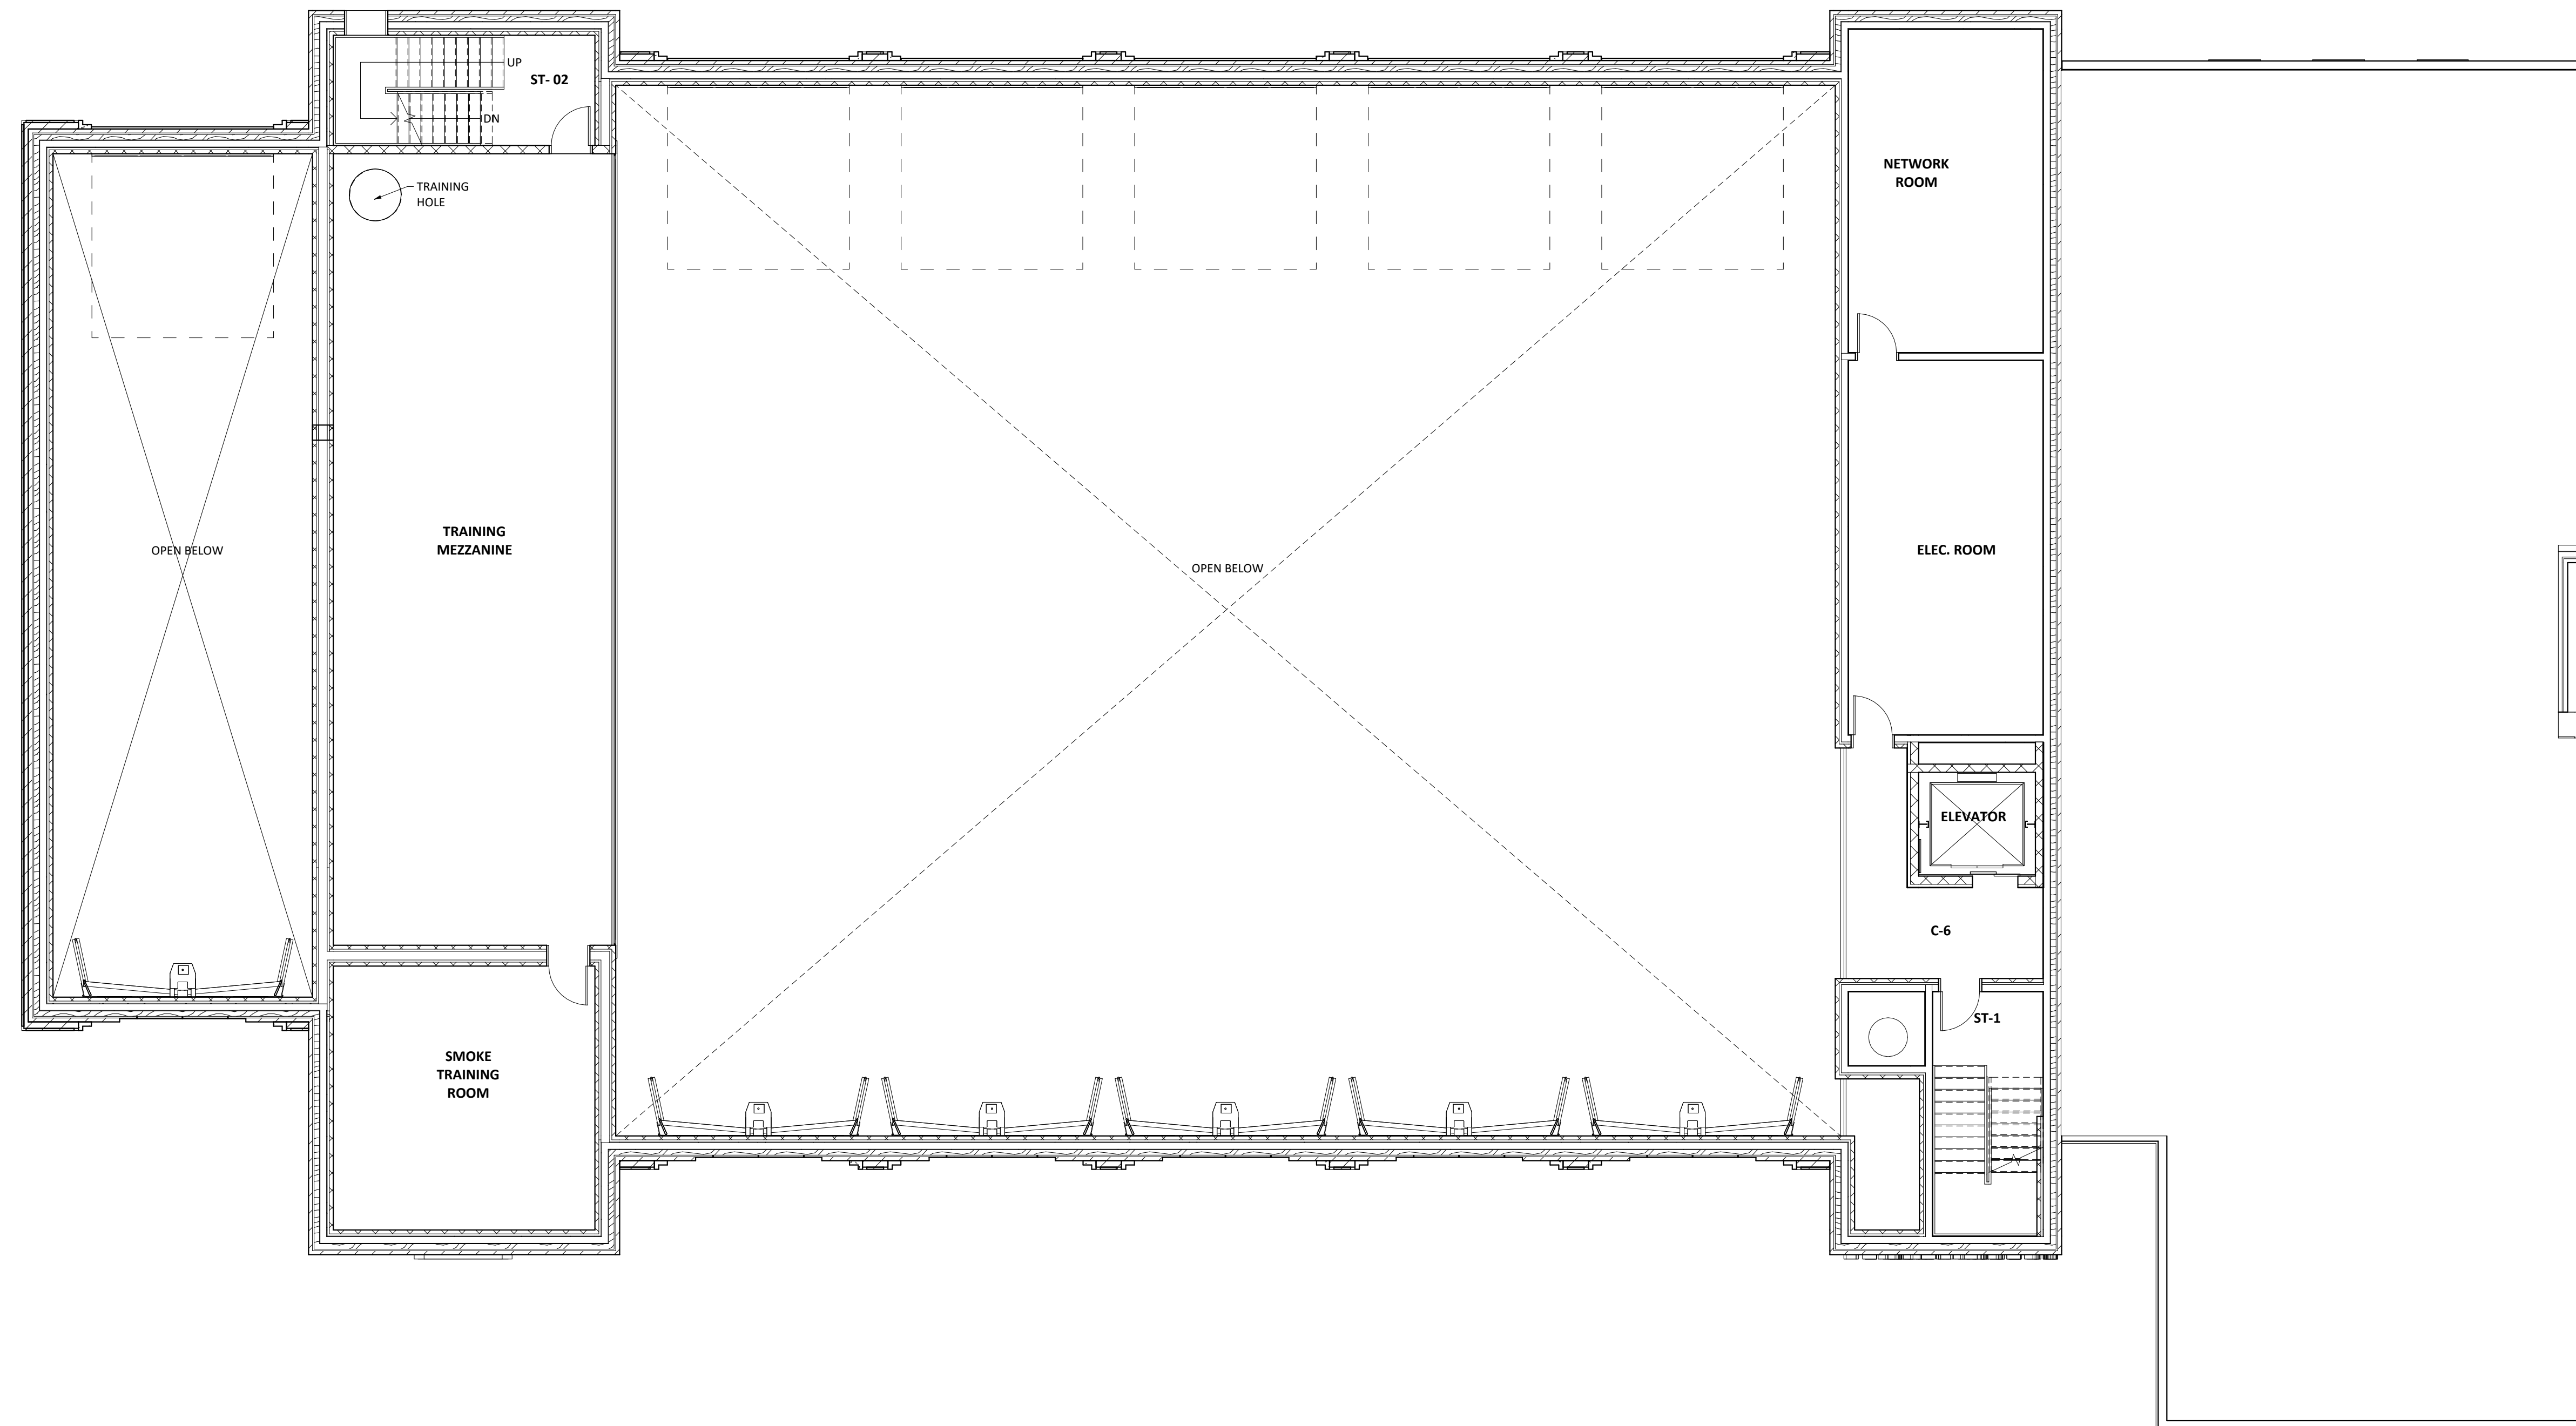 UP
ST- 02
DN
NETWORK
ROOM
TRAINING
HOLE
TRAINING
MEZZANINE
OPEN BELOW
ELEC. ROOM
OPEN BELOW
ELEVATOR
C-6
ST-1
SMOKE
TRAINING
ROOM